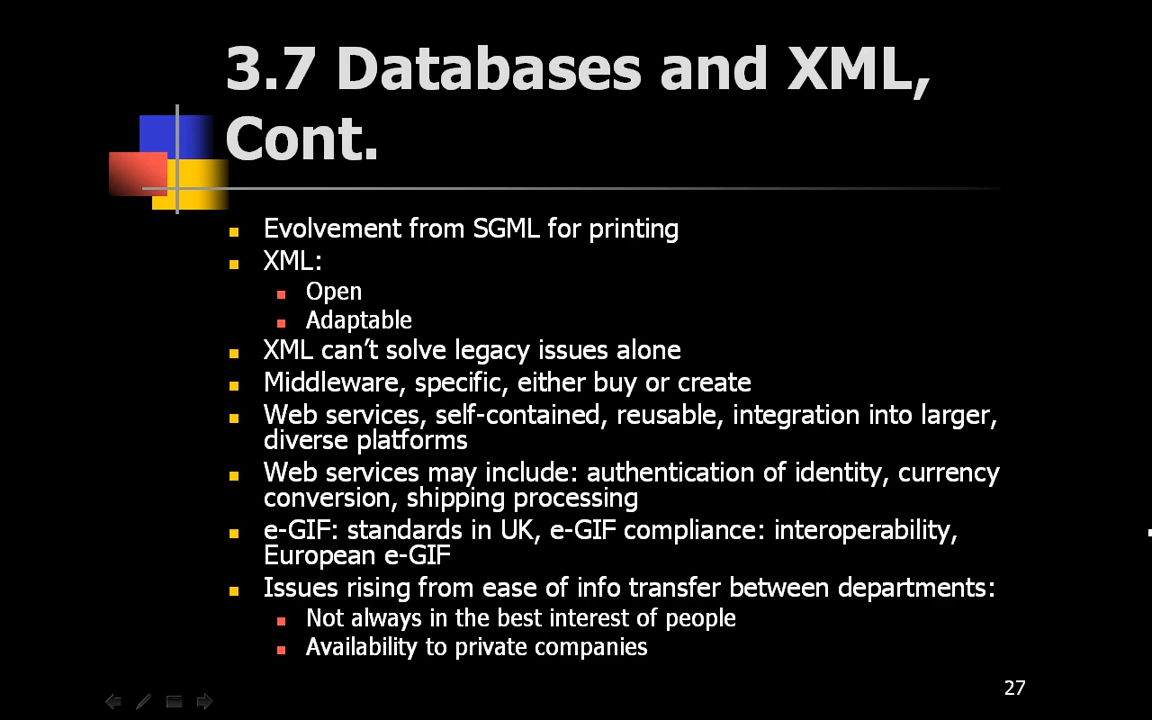 3.7 Databases and XML,
Cont.
Evolvement from SGML for printing
XML:
Open
Adaptable
XML can’t solve legacy issues alone
Middleware, specific, either buy or create
Web services, self-contained, reusable, integration into larger,
diverse platforms
Web services may include: authentication of identity, currency
conversion, shipping processing
e-GIF: standards in UK, e-GIF compliance: interoperability,
European e-GIF
Issues rising from ease of info transfer between departments:
Not always in the best interest of people
Availability to private companies
27